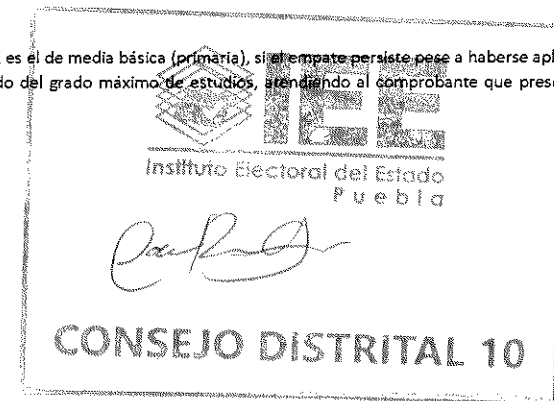 es el de media básica (primaria), si el empate persiste pese a haberse apl
do del grado máximo de estudios, atendiendo al comprobante que pres
IEE
Instituto Electoral del Estado
Puebla
CONSEJO DISTRITAL 10